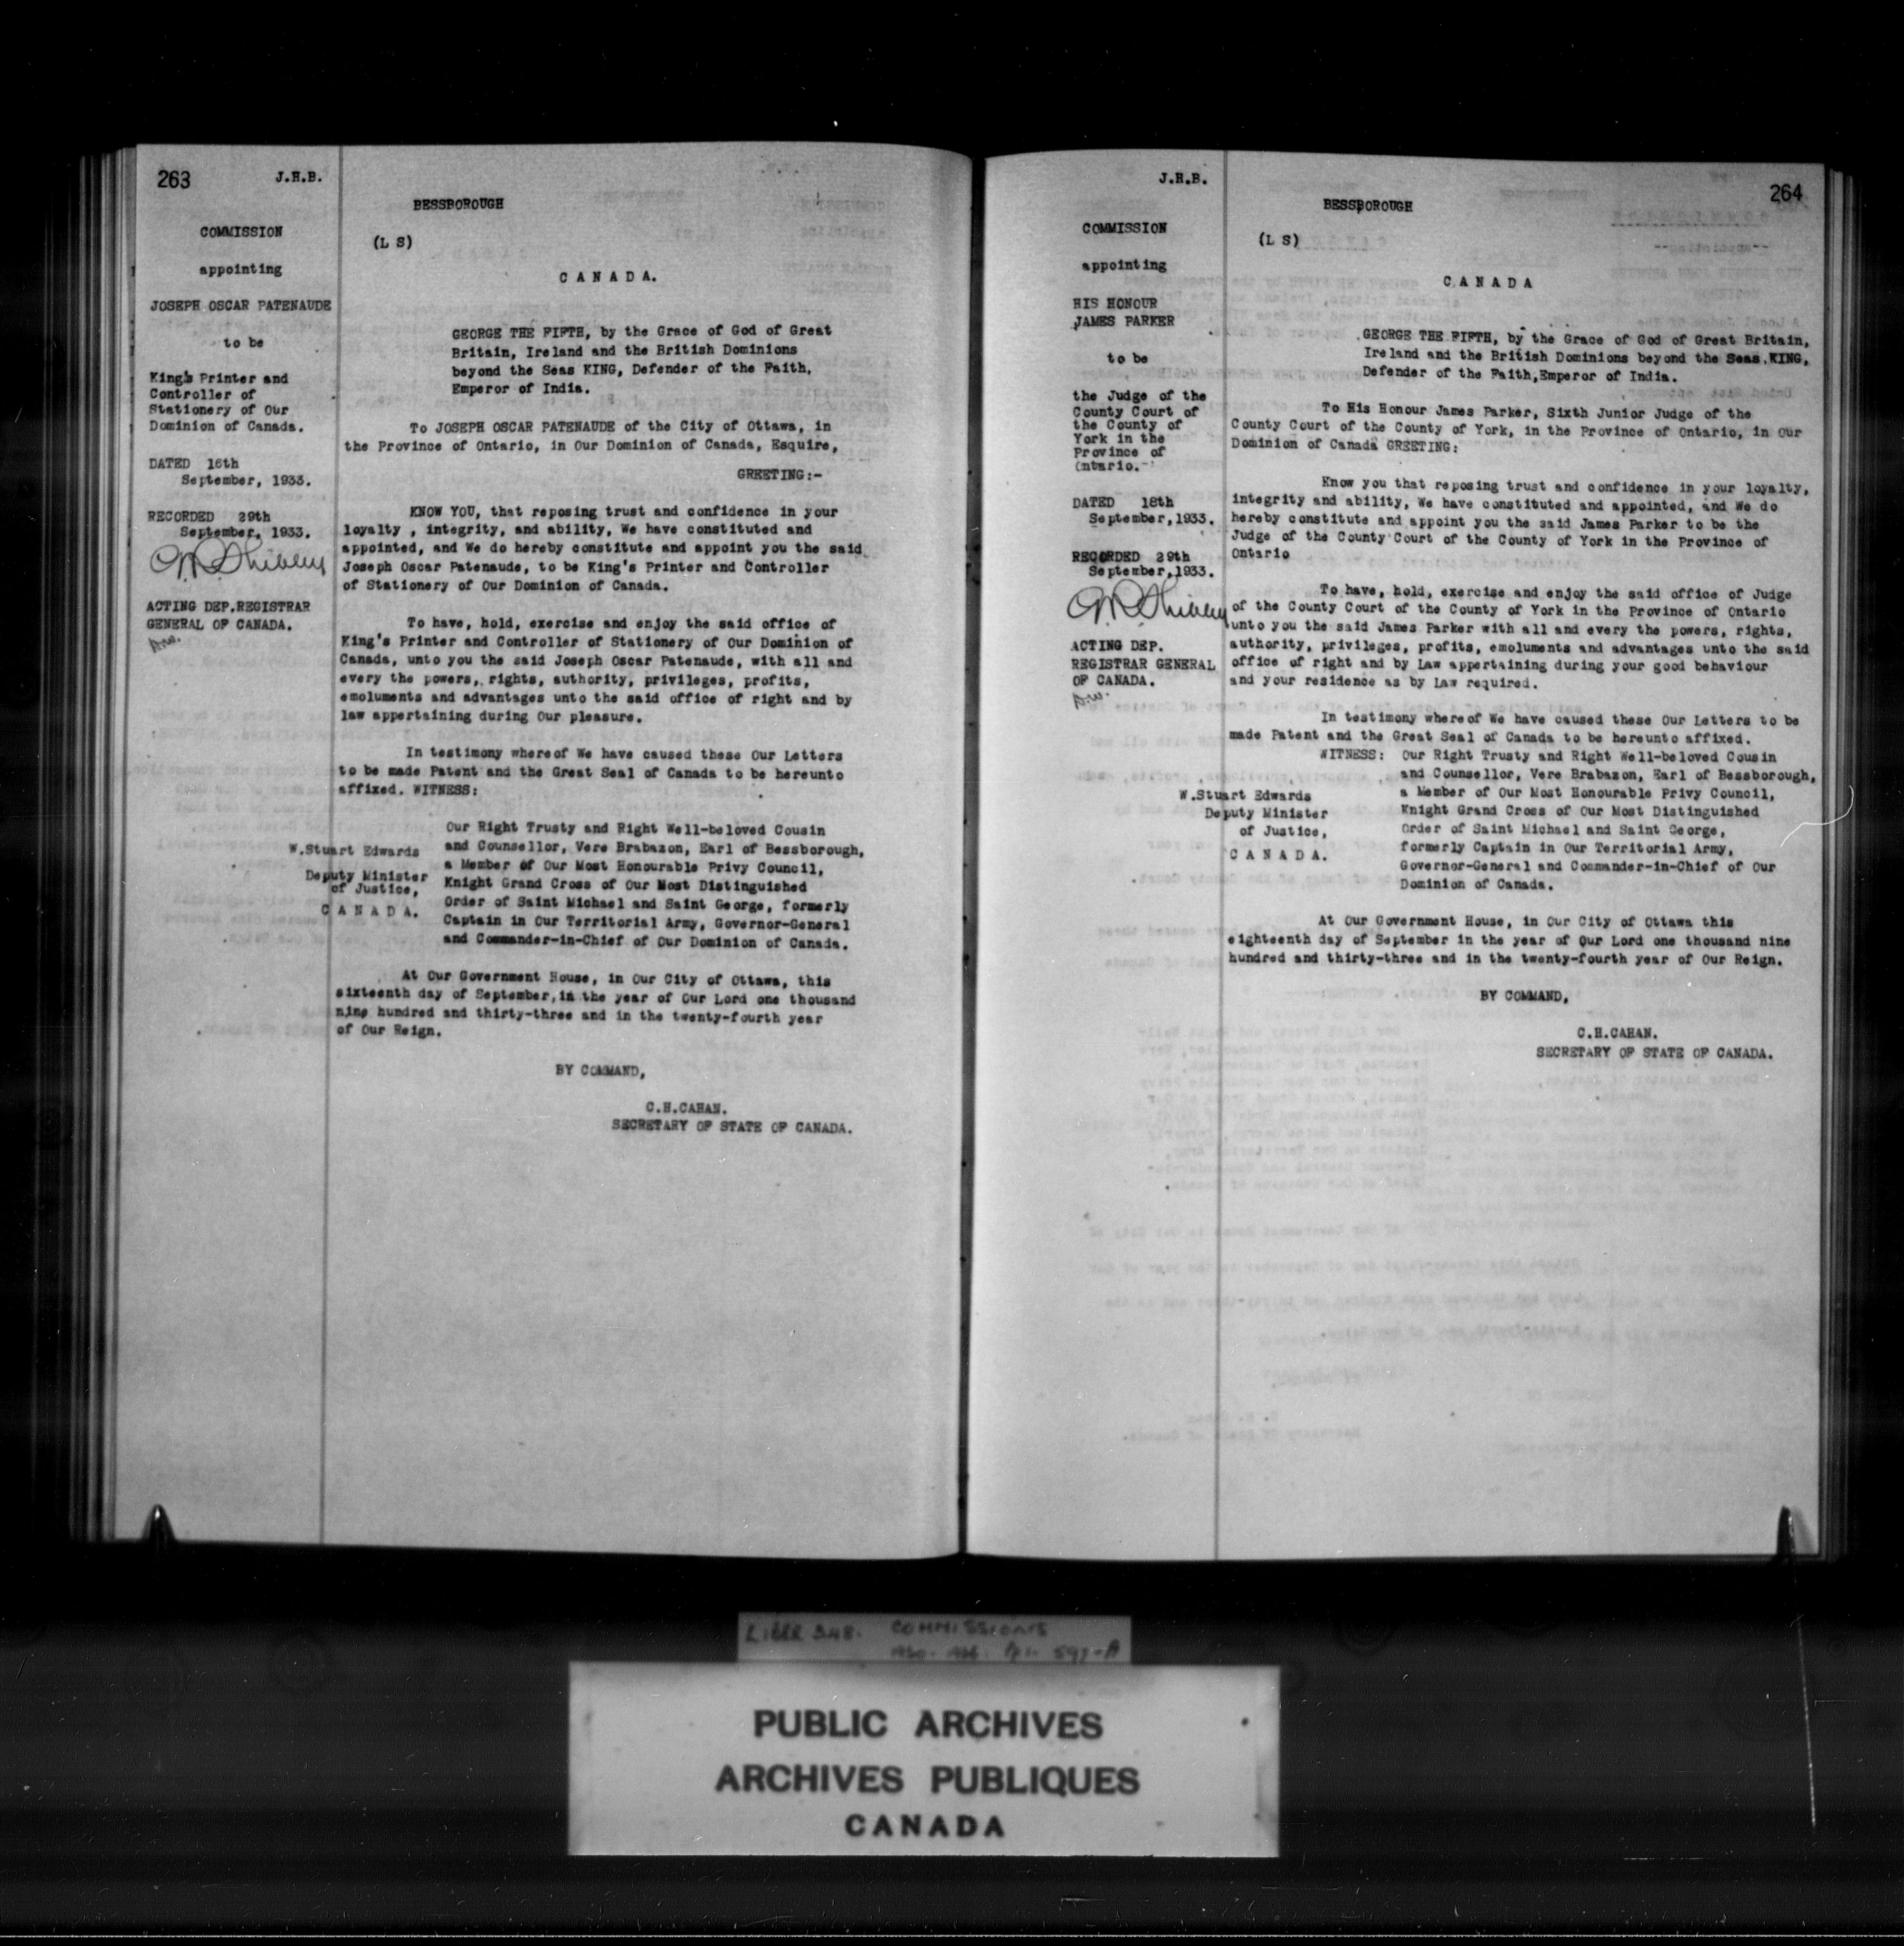 263
J.H.B.
COMMISSION
appointing
JOSEPH OSCAR PATENAUDE
to be
King's Printer and
Controller of
Stationery of Our
Dominion of Canada.
DATED 16th
September, 1933.
RECORDED 29th
September, 1933.
ACTING DEP.REGISTRAR
GENERAL OF CANADA.
BESSBOROUGH
(L S)
C A N A D A.
GEORGE THE FIFTH, by the Grace of God of Great
Britain, Ireland and the British Dominions
beyond the Seas KING, Defender of the Faith,
Emperor of India.
To JOSEPH OSCAR PATENAUDE of the City of Ottawa, in
the Province of Ontario, in Our Dominion of Canada, Esquire,
GREETING:-
KNOW YOU, that reposing trust and confidence in your
loyalty , integrity, and ability, We have constituted and
appointed, and We do hereby constitute and appoint you the said
Joseph Oscar Patenaude, to be King's Printer and Controller
of Stationery of Our Dominion of Canada.
To have, hold, exercise and enjoy the said office of
King's Printer and Controller of Stationery of Our Dominion of
Canada, unto you the said Joseph Oscar Patenaude, with all and
every the powers, rights, authority, privileges, profits,
emoluments and advantages unto the said office of right and by
law appertaining during Our pleasure.
In testimony whereof We have caused these Our Letters
to be made Patent and the Great Seal of Canada to be hereunto
affixed. WITNESS:
W.Stuart Edwards
Deputy Minister
of Justice,
C A N A D A.
Our Right Trusty and Right Well-beloved Cousin
and Counsellor, Vere Brabazon, Earl of Bessborough,
a Member of Our Most Honourable Privy Council,
Knight Grand Cross of Our Most Distinguished
Order of Saint Michael and Saint George, formerly
Captain in Our Territorial Army, Governor-General
and Commander-in-Chief of Our Dominion of Canada.
At Our Government House, in Our City of Ottawa, this
sixteenth day of September,in the year of Our Lord one thousand
nine hundred and thirty-three and in the twenty-fourth year
of Our Reign.
BY COMMAND,
C.H.CAHAN.
SECRETARY OF STATE OF CANADA.
264
J.H.B.
COMMISSION
appointing
HIS HONOUR
JAMES PARKER
to be
the Judge of the
County Court of
the County of
York in the
Province of
Ontario.
DATED 18th
September,1933.
RECORDED 29th
September,1933.
ACTING DEP.
REGISTRAR GENERAL
OF CANADA.
BESSBOROUGH
(L S)
C A N A D A
GEORGE THE FIFTH, by the Grace of God of Great Britain,
Ireland and the British Dominions beyond the Seas KING,
Defender of the Faith,Emperor of India.
To His Honour James Parker, Sixth Junior Judge of the
County Court of the County of York, in the Province of Ontario, in Our
Dominion of Canada GREETING:
Know you that reposing trust and confidence in your loyalty,
integrity and ability, We have constituted and appointed, and We do
hereby constitute and appoint you the said James Parker to be the
Judge of the County Court of the County of York in the Province of
Ontario
To have, hold, exercise and enjoy the said office of Judge
of the County Court of the County of York in the Province of Ontario
unto you the said James Parker with all and every the powers, rights,
authority, privileges, profits, emoluments and advantages unto the said
office of right and by Law appertaining during your good behaviour
and your residence as by Law required.
In testimony whereof We have caused these Our Letters to be
made Patent and the Great Seal of Canada to be hereunto affixed.
WITNESS: Our Right Trusty and Right Well-beloved Cousin
and Counsellor, Vere Brabazon, Earl of Bessborough,
a Member of Our Most Honourable Privy Council,
Knight Grand Cross of Our Most Distinguished
Order of Saint Michael and Saint George,
formerly Captain in Our Territorial Army,
Governor-General and Commander-in-Chief of Our
Dominion of Canada.
W.Stuart Edwards
Deputy Minister
of Justice,
C A N A D A.
At Our Government House, in Our City of Ottawa this
eighteenth day of September in the year of Our Lord one thousand nine
hundred and thirty-three and in the twenty-fourth year of Our Reign.
BY COMMAND,
C.H.CAHAN.
SECRETARY OF STATE OF CANADA.
LIBER 348. COMMISSIONS
PUBLIC ARCHIVES
ARCHIVES PUBLIQUES
CANADA